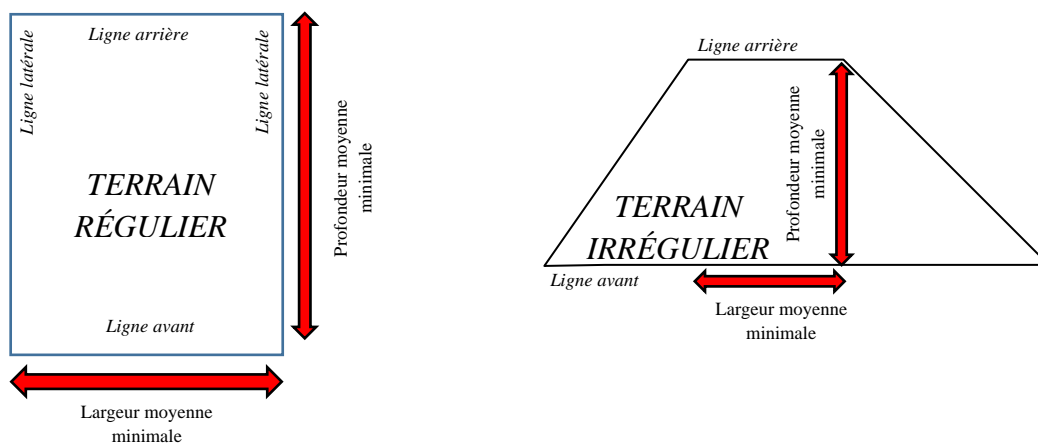 Ligne arrière
Ligne latérale
Ligne latérale
TERRAIN
RÉGULIER
Ligne avant
Profondeur moyenne
minimale
Largeur moyenne
minimale
Ligne arrière
Profondeur moyenne
minimale
TERRAIN
IRRÉGULIER
Ligne avant
Largeur moyenne
minimale